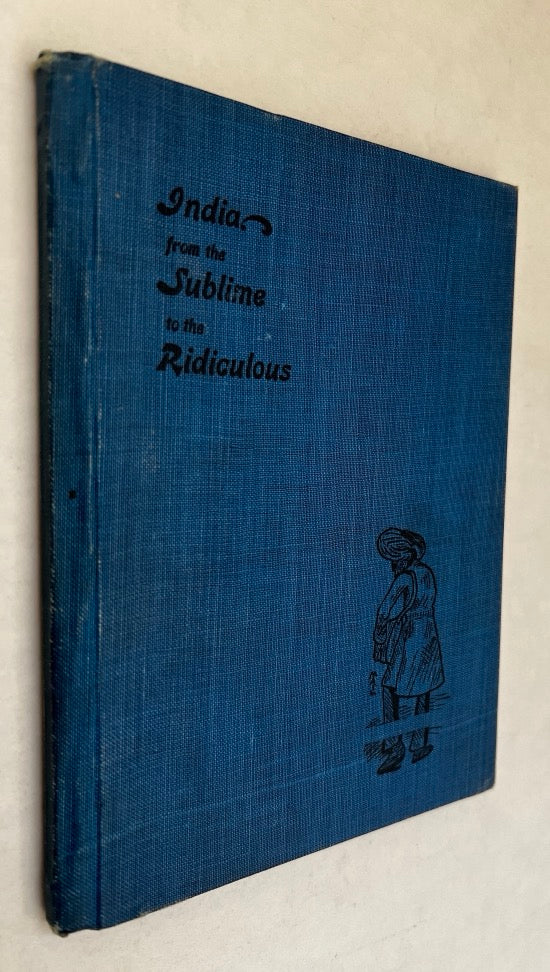 India
from the
Sublime
to the
Ridiculous